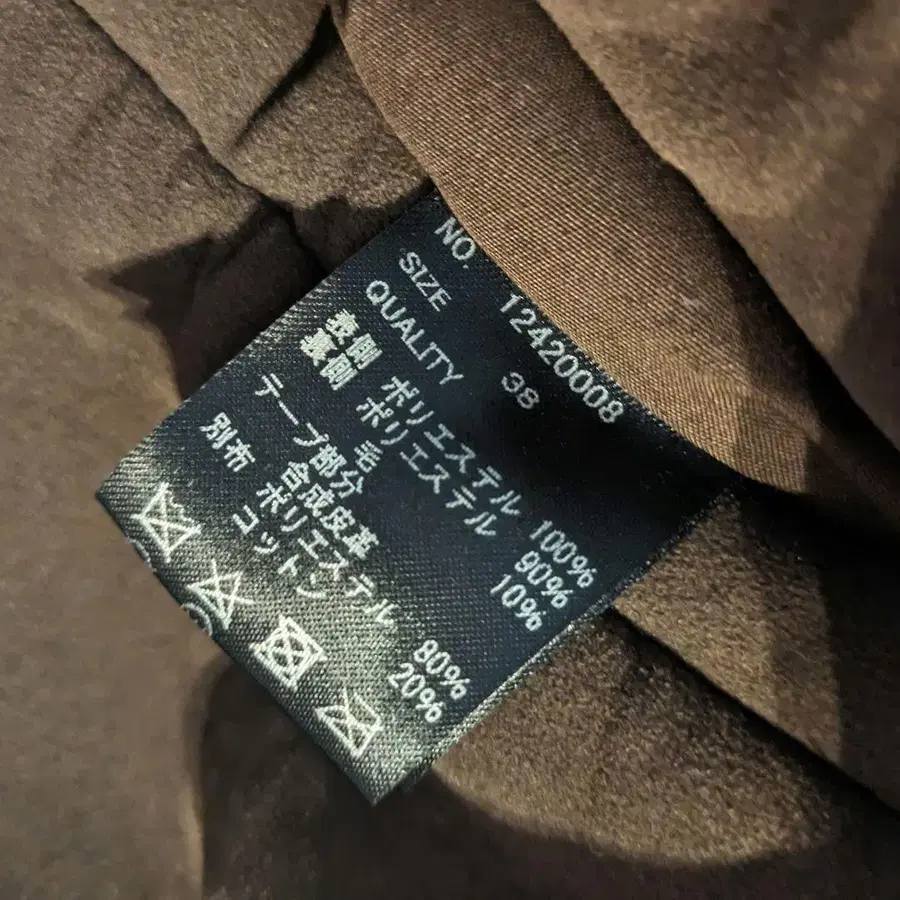 NO. 12420008
SIZE 38
QUALITY
表側 ポリエステル 100%
裏側 ポリエステル 90%
毛 10%
テープ部分
合成皮革
別布 ポリエステル 80%
コットン 20%